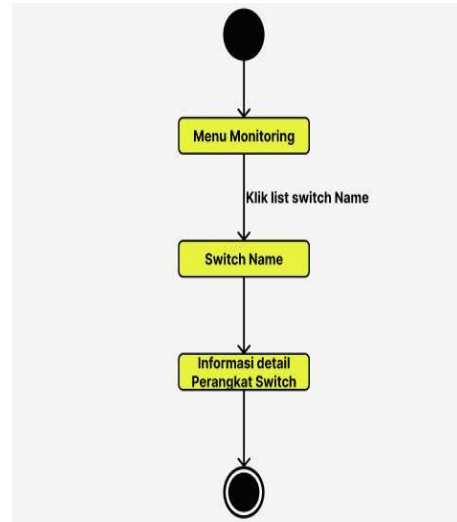 Menu Monitoring
Klik list switch Name
Switch Name
Informasi detail
Perangkat Switch